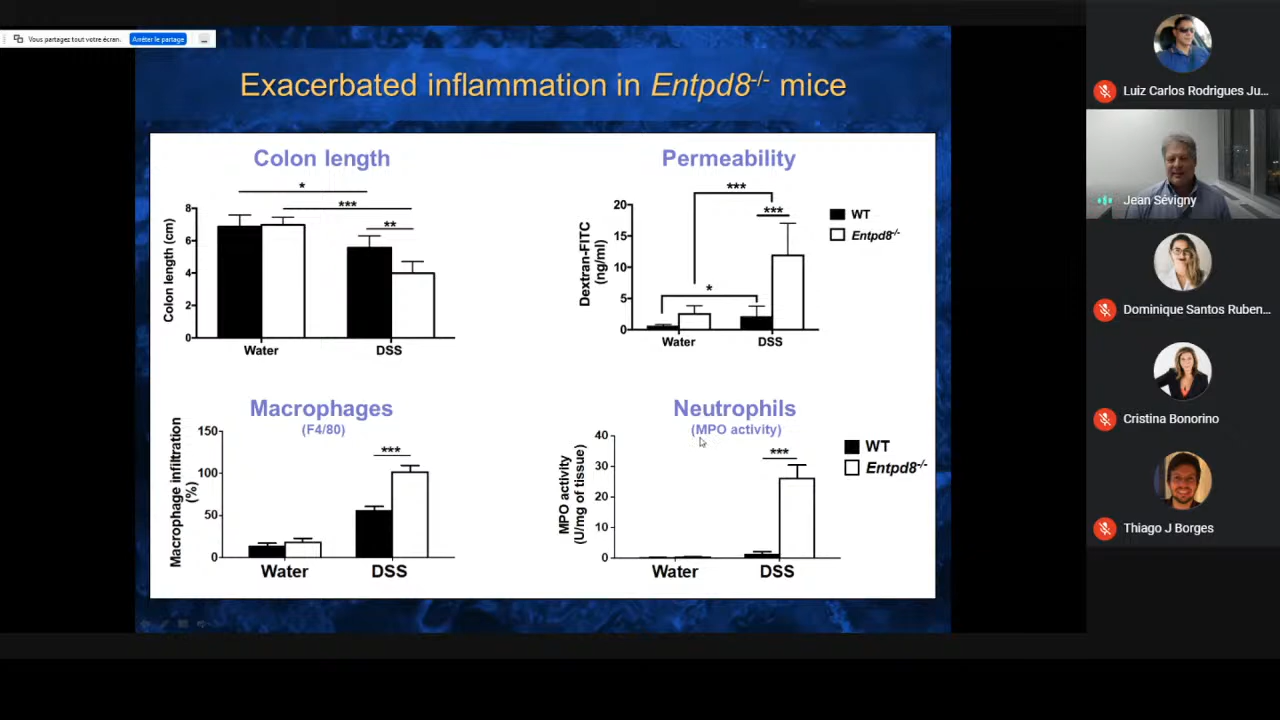 Vous partagez tout votre écran.
Arrêter le partage
...
Exacerbated inflammation in Entpd8-/- mice
Colon length
*
***
**
Colon length (cm)
8
6
4
2
0
Water
DSS
Permeability
***
***
*
Dextran-FITC
(ng/ml)
20
15
10
5
0
Water
DSS
WT
Entpd8-/-
Macrophages
(F4/80)
***
Macrophage infiltration
(%)
150
100
50
0
Water
DSS
Neutrophils
(MPO activity)
***
MPO activity
(U/mg of tissue)
40
30
20
10
0
Water
DSS
WT
Entpd8-/-
Luiz Carlos Rodrigues Ju...
Jean Sévigny
Dominique Santos Ruben...
Cristina Bonorino
Thiago J Borges